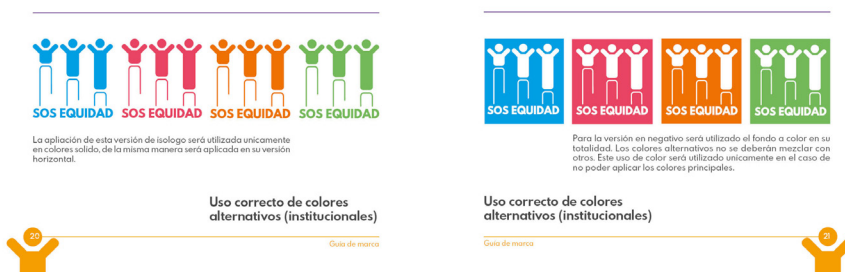 SOS EQUIDAD SOS EQUIDAD SOS EQUIDAD SOS EQUIDAD
La apliación de esta versión de isologo será utilizada unicamente
en colores solido, de la misma manera será aplicada en su versión
horizontal.
Uso correcto de colores
alternativos (institucionales)
20
Guía de marca
SOS EQUIDAD SOS EQUIDAD SOS EQUIDAD SOS EQUIDAD
Para la versión en negativo será utilizado el fondo a color en su
totalidad. Los colores alternativos no se deberán mezclar con
otros. Este uso de color será utilizado unicamente en el caso de
no poder aplicar los colores principales.
Uso correcto de colores
alternativos (institucionales)
Guía de marca
21